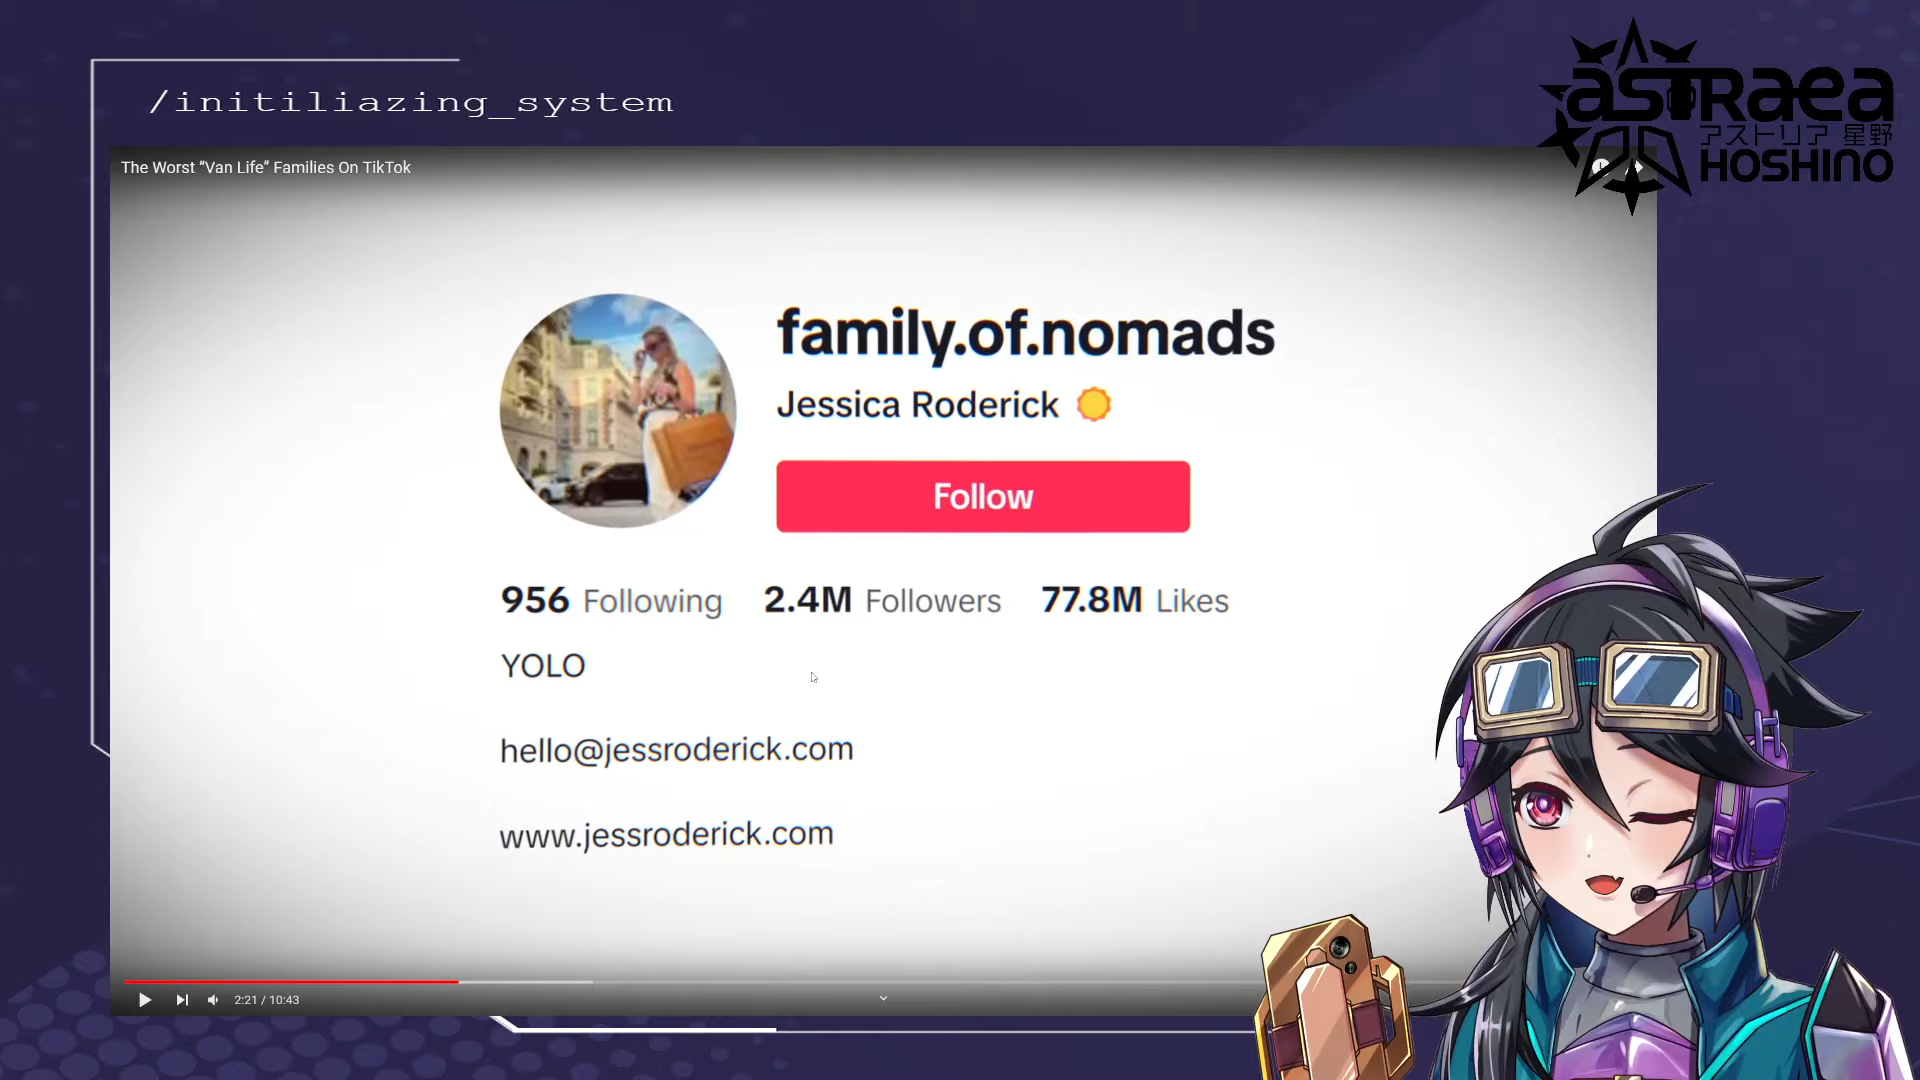 /initiliazing_system
aSTRaea
アストリア 星野
HOSHINO
The Worst “Van Life” Families On TikTok
family.of.nomads
Jessica Roderick
Follow
956 Following 2.4M Followers 77.8M Likes
YOLO
hello@jessroderick.com
www.jessroderick.com
2:21 / 10:43